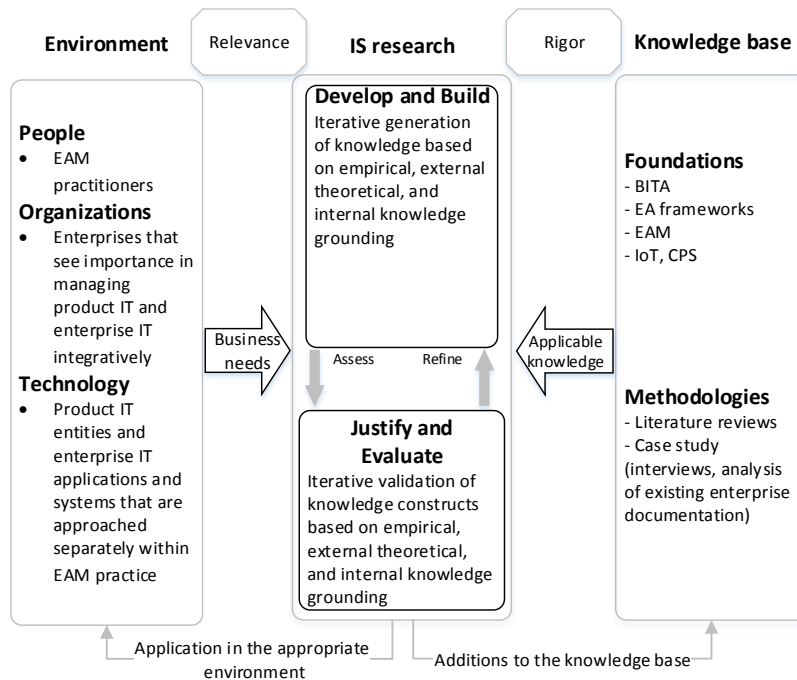 Environment
Relevance
IS research
Rigor
Knowledge base
People
• EAM
practitioners
Organizations
• Enterprises that
see importance in
managing
product IT and
enterprise IT
integratively
Technology
• Product IT
entities and
enterprise IT
applications and
systems that are
approached
separately within
EAM practice
Business
needs
Develop and Build
Iterative generation
of knowledge based
on empirical, external
theoretical, and
internal knowledge
grounding
Assess
Refine
Justify and
Evaluate
Iterative validation of
knowledge constructs
based on empirical,
external theoretical,
and internal knowledge
grounding
Applicable
knowledge
Foundations
- BITA
- EA frameworks
- EAM
- IoT, CPS
Methodologies
- Literature reviews
- Case study
(interviews, analysis
of existing enterprise
documentation)
Application in the appropriate
environment
Additions to the knowledge base